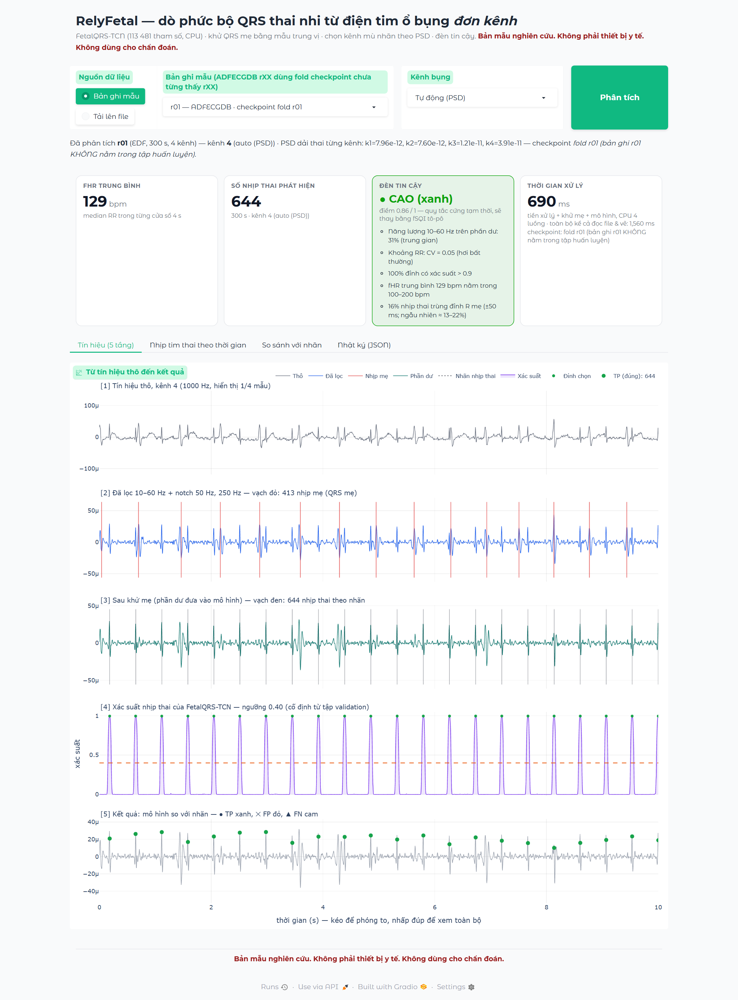 RelyFetal — dò phức bộ QRS thai nhi từ điện tim ổ bụng đơn kênh
FetalQRS-TCN (113 481 tham số, CPU) · khử QRS mẹ bằng mẫu trung vị · chọn kênh mù nhãn theo PSD · đèn tin cậy. Bản mẫu nghiên cứu. Không phải thiết bị y tế.
Không dùng cho chẩn đoán.
Nguồn dữ liệu
Bản ghi mẫu
Tải lên file
Bản ghi mẫu (ADFECGDB rXX dùng fold checkpoint chưa
từng thấy rXX)
r01 — ADFECGDB · checkpoint fold r01
Kênh bụng
Tự động (PSD)
Phân tích
Đã phân tích r01 (EDF, 300 s, 4 kênh) — kênh 4 (auto (PSD)) · PSD dải thai từng kênh: k1=7.96e-12, k2=7.60e-12, k3=1.21e-11, k4=3.91e-11 — checkpoint fold r01 (bản ghi r01
KHÔNG nằm trong tập huấn luyện).
FHR TRUNG BÌNH
129 bpm
median RR trong từng cửa sổ 4 s
SỐ NHỊP THAI PHÁT HIỆN
644
300 s · kênh 4 (auto (PSD))
ĐÈN TIN CẬY
● CAO (xanh)
điểm 0.86 / 1 — quy tắc cứng tạm thời, sẽ
thay bằng fSQI tô-pô
Năng lượng 10–60 Hz trên phần dư:
31% (trung gian)
Khoảng RR: CV = 0.05 (hơi bất
thường)
100% đỉnh có xác suất > 0.9
fHR trung bình 129 bpm nằm trong
100–200 bpm
16% nhịp thai trùng đỉnh R mẹ (±50
ms; ngẫu nhiên ≈ 13–22%)
THỜI GIAN XỬ LÝ
690 ms
tiền xử lý + khử mẹ + mô hình, CPU 4
luồng · toàn bộ kể cả đọc file & vẽ: 1,560 ms
checkpoint: fold r01 (bản ghi r01 KHÔNG
nằm trong tập huấn luyện)
Tín hiệu (5 tầng)
Nhịp tim thai theo thời gian
So sánh với nhãn
Nhật ký (JSON)
Từ tín hiệu thô đến kết quả
Thô
Đã lọc
Nhịp mẹ
Phần dư
Nhãn nhịp thai
Xác suất
Đỉnh chọn
TP (đúng): 644
[1] Tín hiệu thô, kênh 4 (1000 Hz, hiển thị 1/4 mẫu)
100µ
0
−100µ
[2] Đã lọc 10–60 Hz + notch 50 Hz, 250 Hz — vạch đỏ: 413 nhịp mẹ (QRS mẹ)
50µ
0
−50µ
[3] Sau khử mẹ (phần dư đưa vào mô hình) — vạch đen: 644 nhịp thai theo nhãn
50µ
0
−50µ
[4] Xác suất nhịp thai của FetalQRS-TCN — ngưỡng 0.40 (cố định từ tập validation)
1
0.5
0
xác suất
[5] Kết quả: mô hình so với nhãn — ● TP xanh, ✕ FP đỏ, ▲ FN cam
40µ
20µ
0
−20µ
−40µ
0 2 4 6 8 10
thời gian (s) — kéo để phóng to, nhấp đúp để xem toàn bộ
Bản mẫu nghiên cứu. Không phải thiết bị y tế. Không dùng cho chẩn đoán.
Runs · Use via API · Built with Gradio · Settings